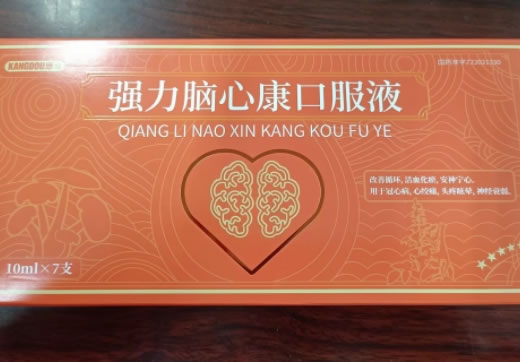 KANGDOO
强力脑心康口服液
QIANG LI NAO XIN KANG KOU FU YE
改善循环, 活血化瘀, 安神宁心。
用于冠心病, 心绞痛, 头疼眩晕, 神经衰弱。
10ml×7支